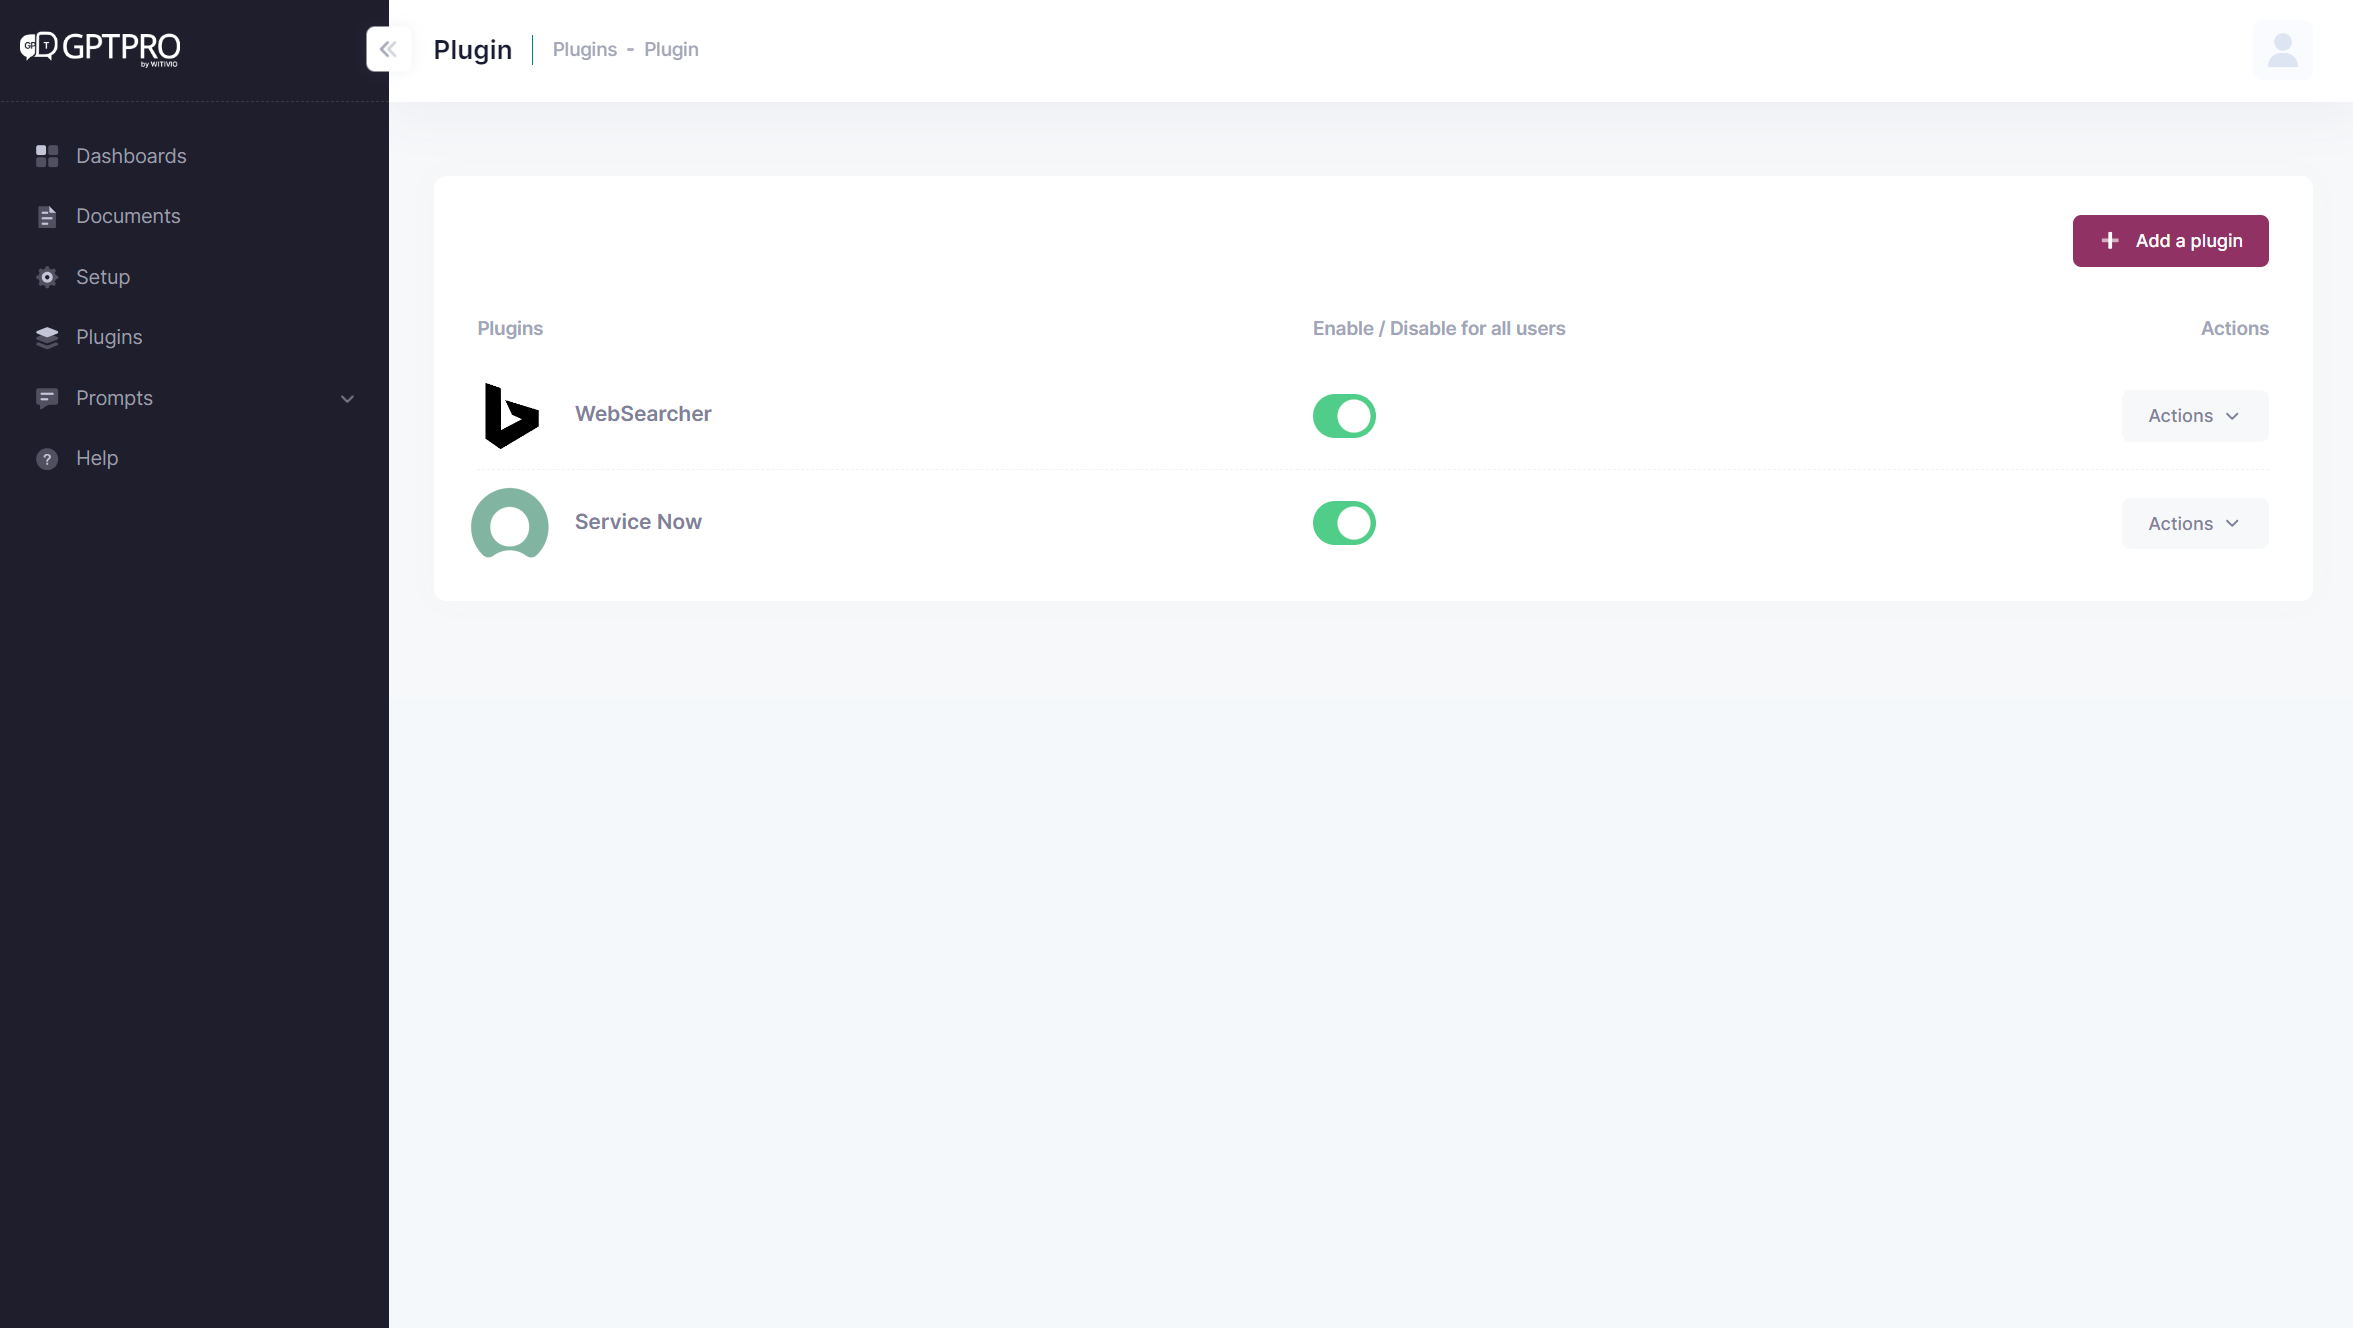 GPT GPTPRO
by WITIVIO
Plugin
Plugins - Plugin
Dashboards
Documents
Setup
Plugins
Prompts
Help
Add a plugin
Plugins
Enable / Disable for all users
Actions
WebSearcher
Actions
Service Now
Actions